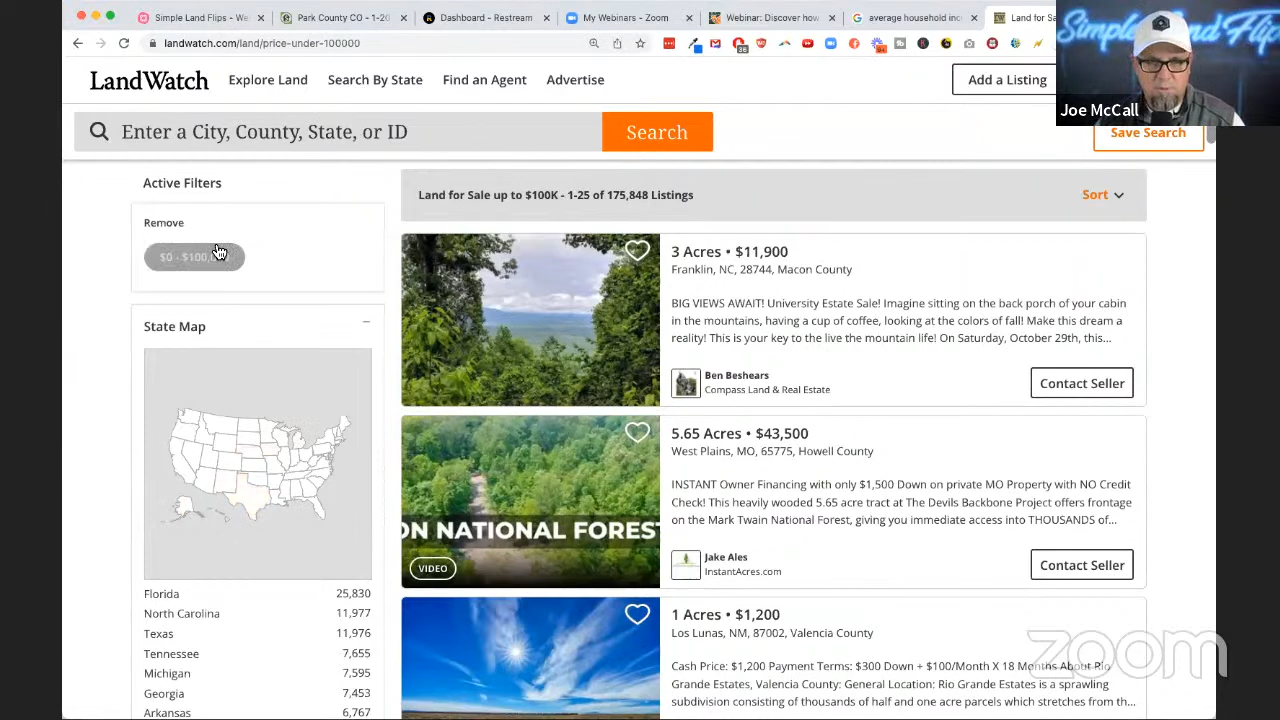 Simple Land Flips - We
Park County CO - 1-20
Dashboard - Restream
My Webinars - Zoom
Webinar: Discover how
average household inc
Land for Sa
landwatch.com/land/price-under-100000
36
Simple Land Flip
Joe McCall
LandWatch
Explore Land
Search By State
Find an Agent
Advertise
Add a Listing
Enter a City, County, State, or ID
Search
Save Search
Active Filters
Remove
$0 - $100,0
Land for Sale up to $100K - 1-25 of 175,848 Listings
Sort
State Map
Florida 25,830
North Carolina 11,977
Texas 11,976
Tennessee 7,655
Michigan 7,595
Georgia 7,453
Arkansas 6,767
3 Acres • $11,900
Franklin, NC, 28744, Macon County
BIG VIEWS AWAIT! University Estate Sale! Imagine sitting on the back porch of your cabin
in the mountains, having a cup of coffee, looking at the colors of fall! Make this dream a
reality! This is your key to the live the mountain life! On Saturday, October 29th, this...
Ben Beshears
Compass Land & Real Estate
Contact Seller
ON NATIONAL FOREST
VIDEO
5.65 Acres • $43,500
West Plains, MO, 65775, Howell County
INSTANT Owner Financing with only $1,500 Down on private MO Property with NO Credit
Check! This heavily wooded 5.65 acre tract at The Devils Backbone Project offers frontage
on the Mark Twain National Forest, giving you immediate access into THOUSANDS of...
Jake Ales
InstantAcres.com
Contact Seller
1 Acres • $1,200
Los Lunas, NM, 87002, Valencia County
Cash Price: $1,200 Payment Terms: $300 Down + $100/Month X 18 Months About Rio
Grande Estates, Valencia County: General Location: Rio Grande Estates is a sprawling
subdivision consisting of thousands of half and one acre parcels which stretches from th...
zoom